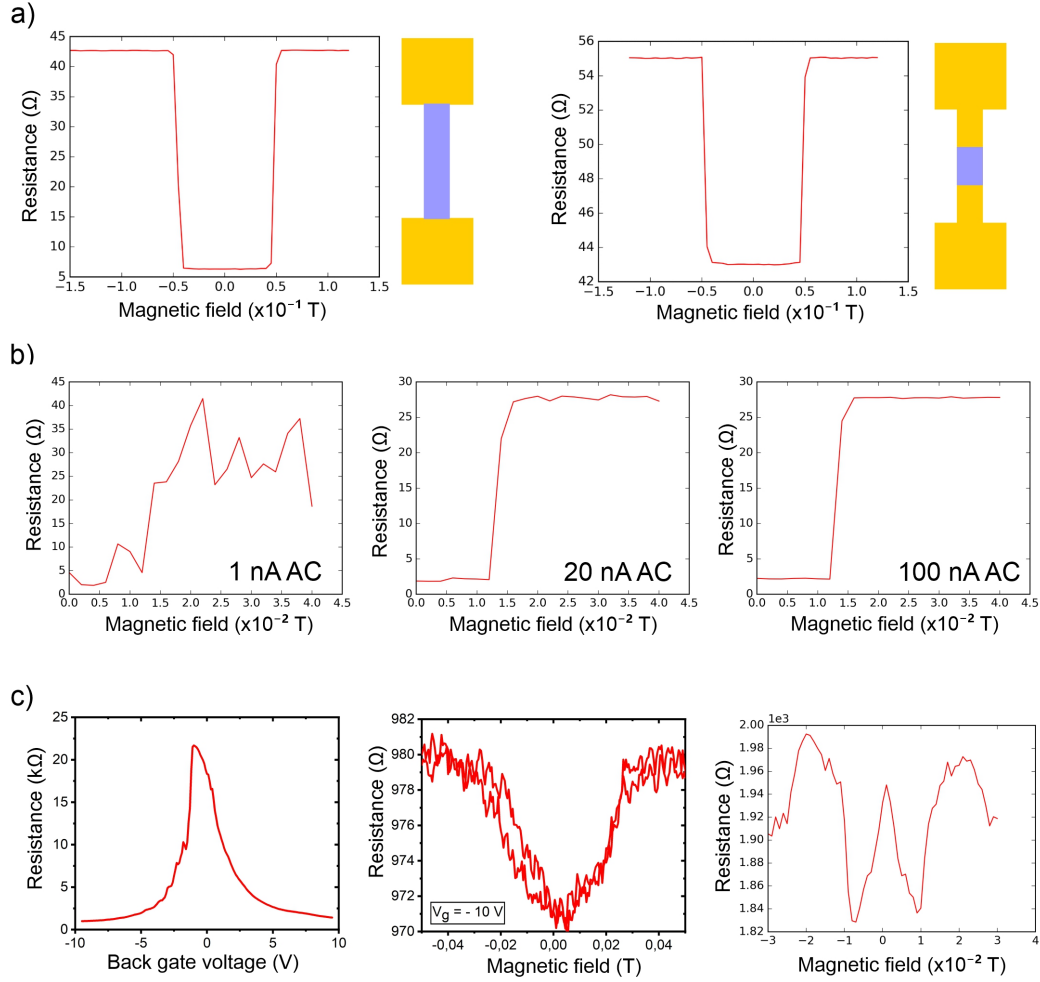 a)
45
40
35
30
25
20
15
10
5
−1.5 −1.0 −0.5 0.0 0.5 1.0 1.5
Resistance (Ω)
Magnetic field (x10⁻¹ T)
56
54
52
50
48
46
44
42
−1.5 −1.0 −0.5 0.0 0.5 1.0 1.5
Resistance (Ω)
Magnetic field (x10⁻¹ T)
b)
45
40
35
30
25
20
15
10
5
0
0.0 0.5 1.0 1.5 2.0 2.5 3.0 3.5 4.0 4.5
Resistance (Ω)
Magnetic field (x10⁻² T)
1 nA AC
30
25
20
15
10
5
0
0.0 0.5 1.0 1.5 2.0 2.5 3.0 3.5 4.0 4.5
Resistance (Ω)
Magnetic field (x10⁻² T)
20 nA AC
30
25
20
15
10
5
0
0.0 0.5 1.0 1.5 2.0 2.5 3.0 3.5 4.0 4.5
Resistance (Ω)
Magnetic field (x10⁻² T)
100 nA AC
c)
25
20
15
10
5
0
-10 -5 0 5 10
Resistance (kΩ)
Back gate voltage (V)
982
980
978
976
974
972
970
-0,04 -0,02 0,00 0,02 0,04
Resistance (Ω)
Magnetic field (T)
Vg = - 10 V
1e3
2.00
1.98
1.96
1.94
1.92
1.90
1.88
1.86
1.84
1.82
−3 −2 −1 0 1 2 3 4
Resistance (Ω)
Magnetic field (x10⁻² T)